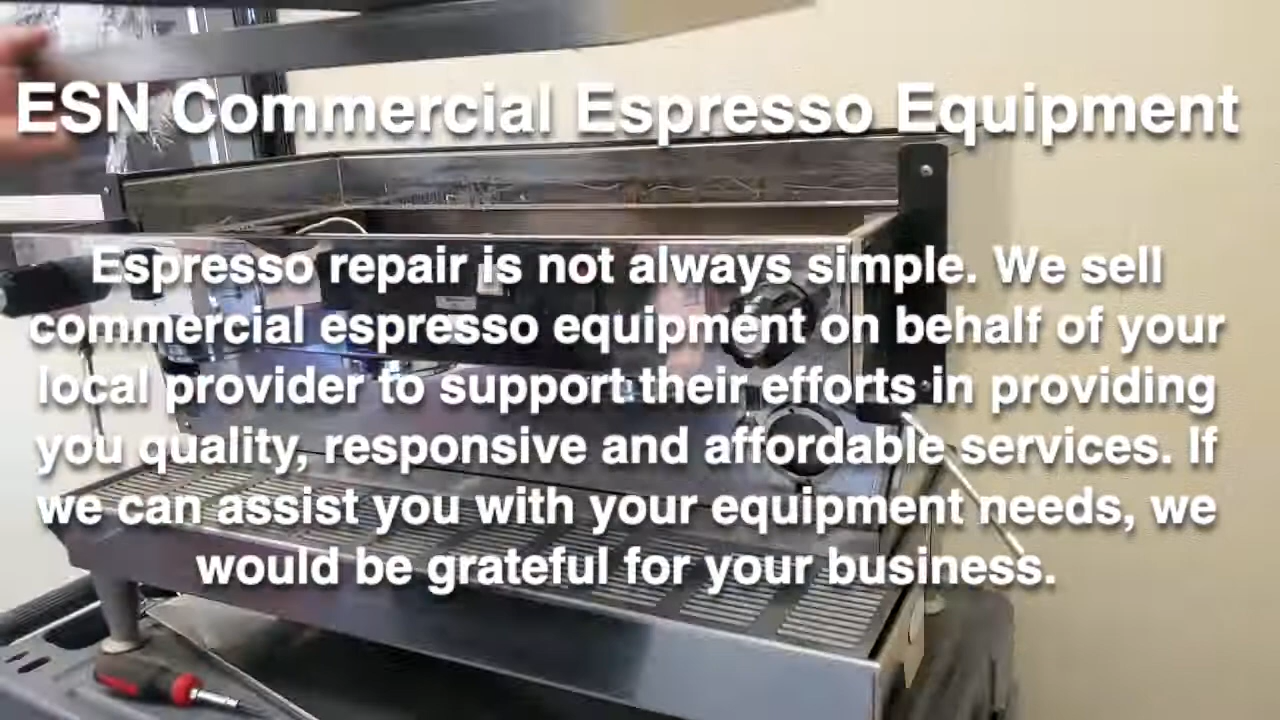 ESN Commercial Espresso Equipment
Espresso repair is not always simple. We sell
commercial espresso equipment on behalf of your
local provider to support their efforts in providing
you quality, responsive and affordable services. If
we can assist you with your equipment needs, we
would be grateful for your business.